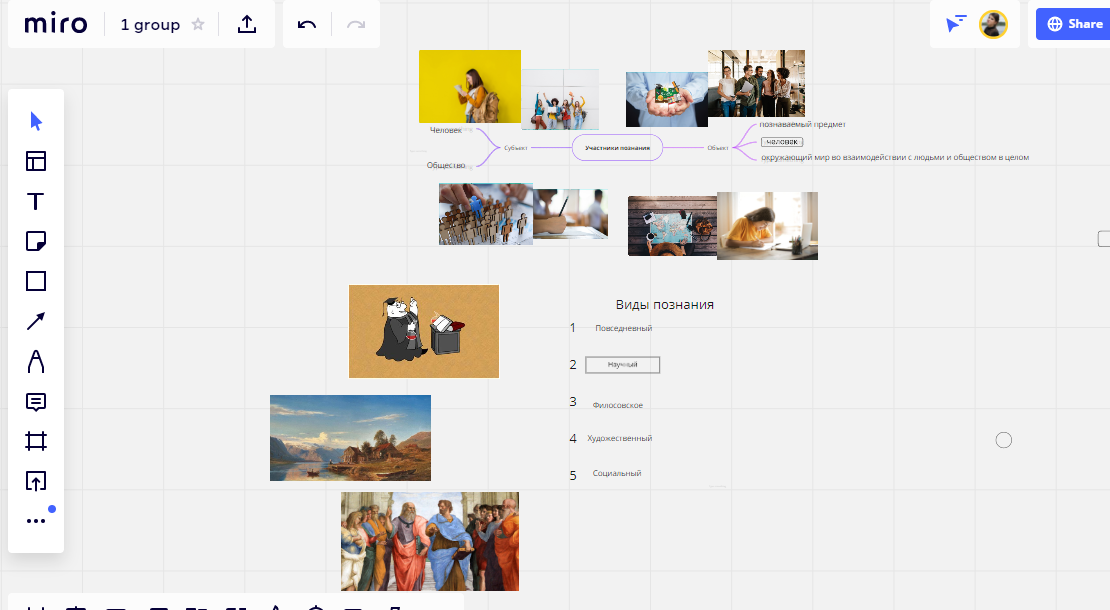 miro
1 group
Share
Человек
познаваемый предмет
Субъект
Участники познания
Объект
человек
Общество
окружающий мир во взаимодействии с людьми и обществом в целом
Виды познания
1 Повседневный
2 Научный
3 Филосовское
4 Художественный
5 Социальный